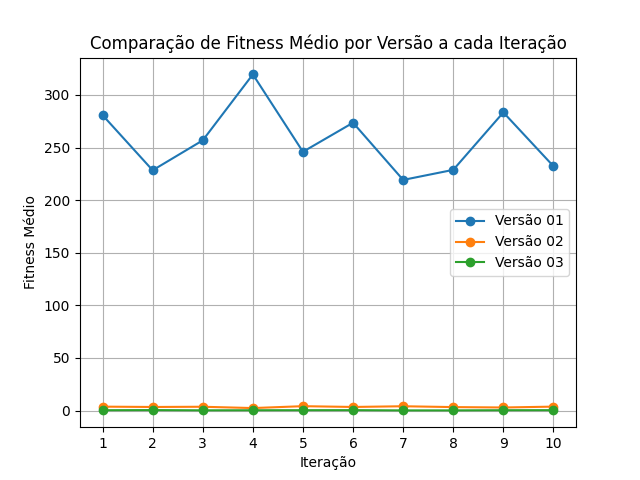 Comparação de Fitness Médio por Versão a cada Iteração
Fitness Médio
300
250
200
150
100
50
0
Versão 01
Versão 02
Versão 03
1 2 3 4 5 6 7 8 9 10
Iteração